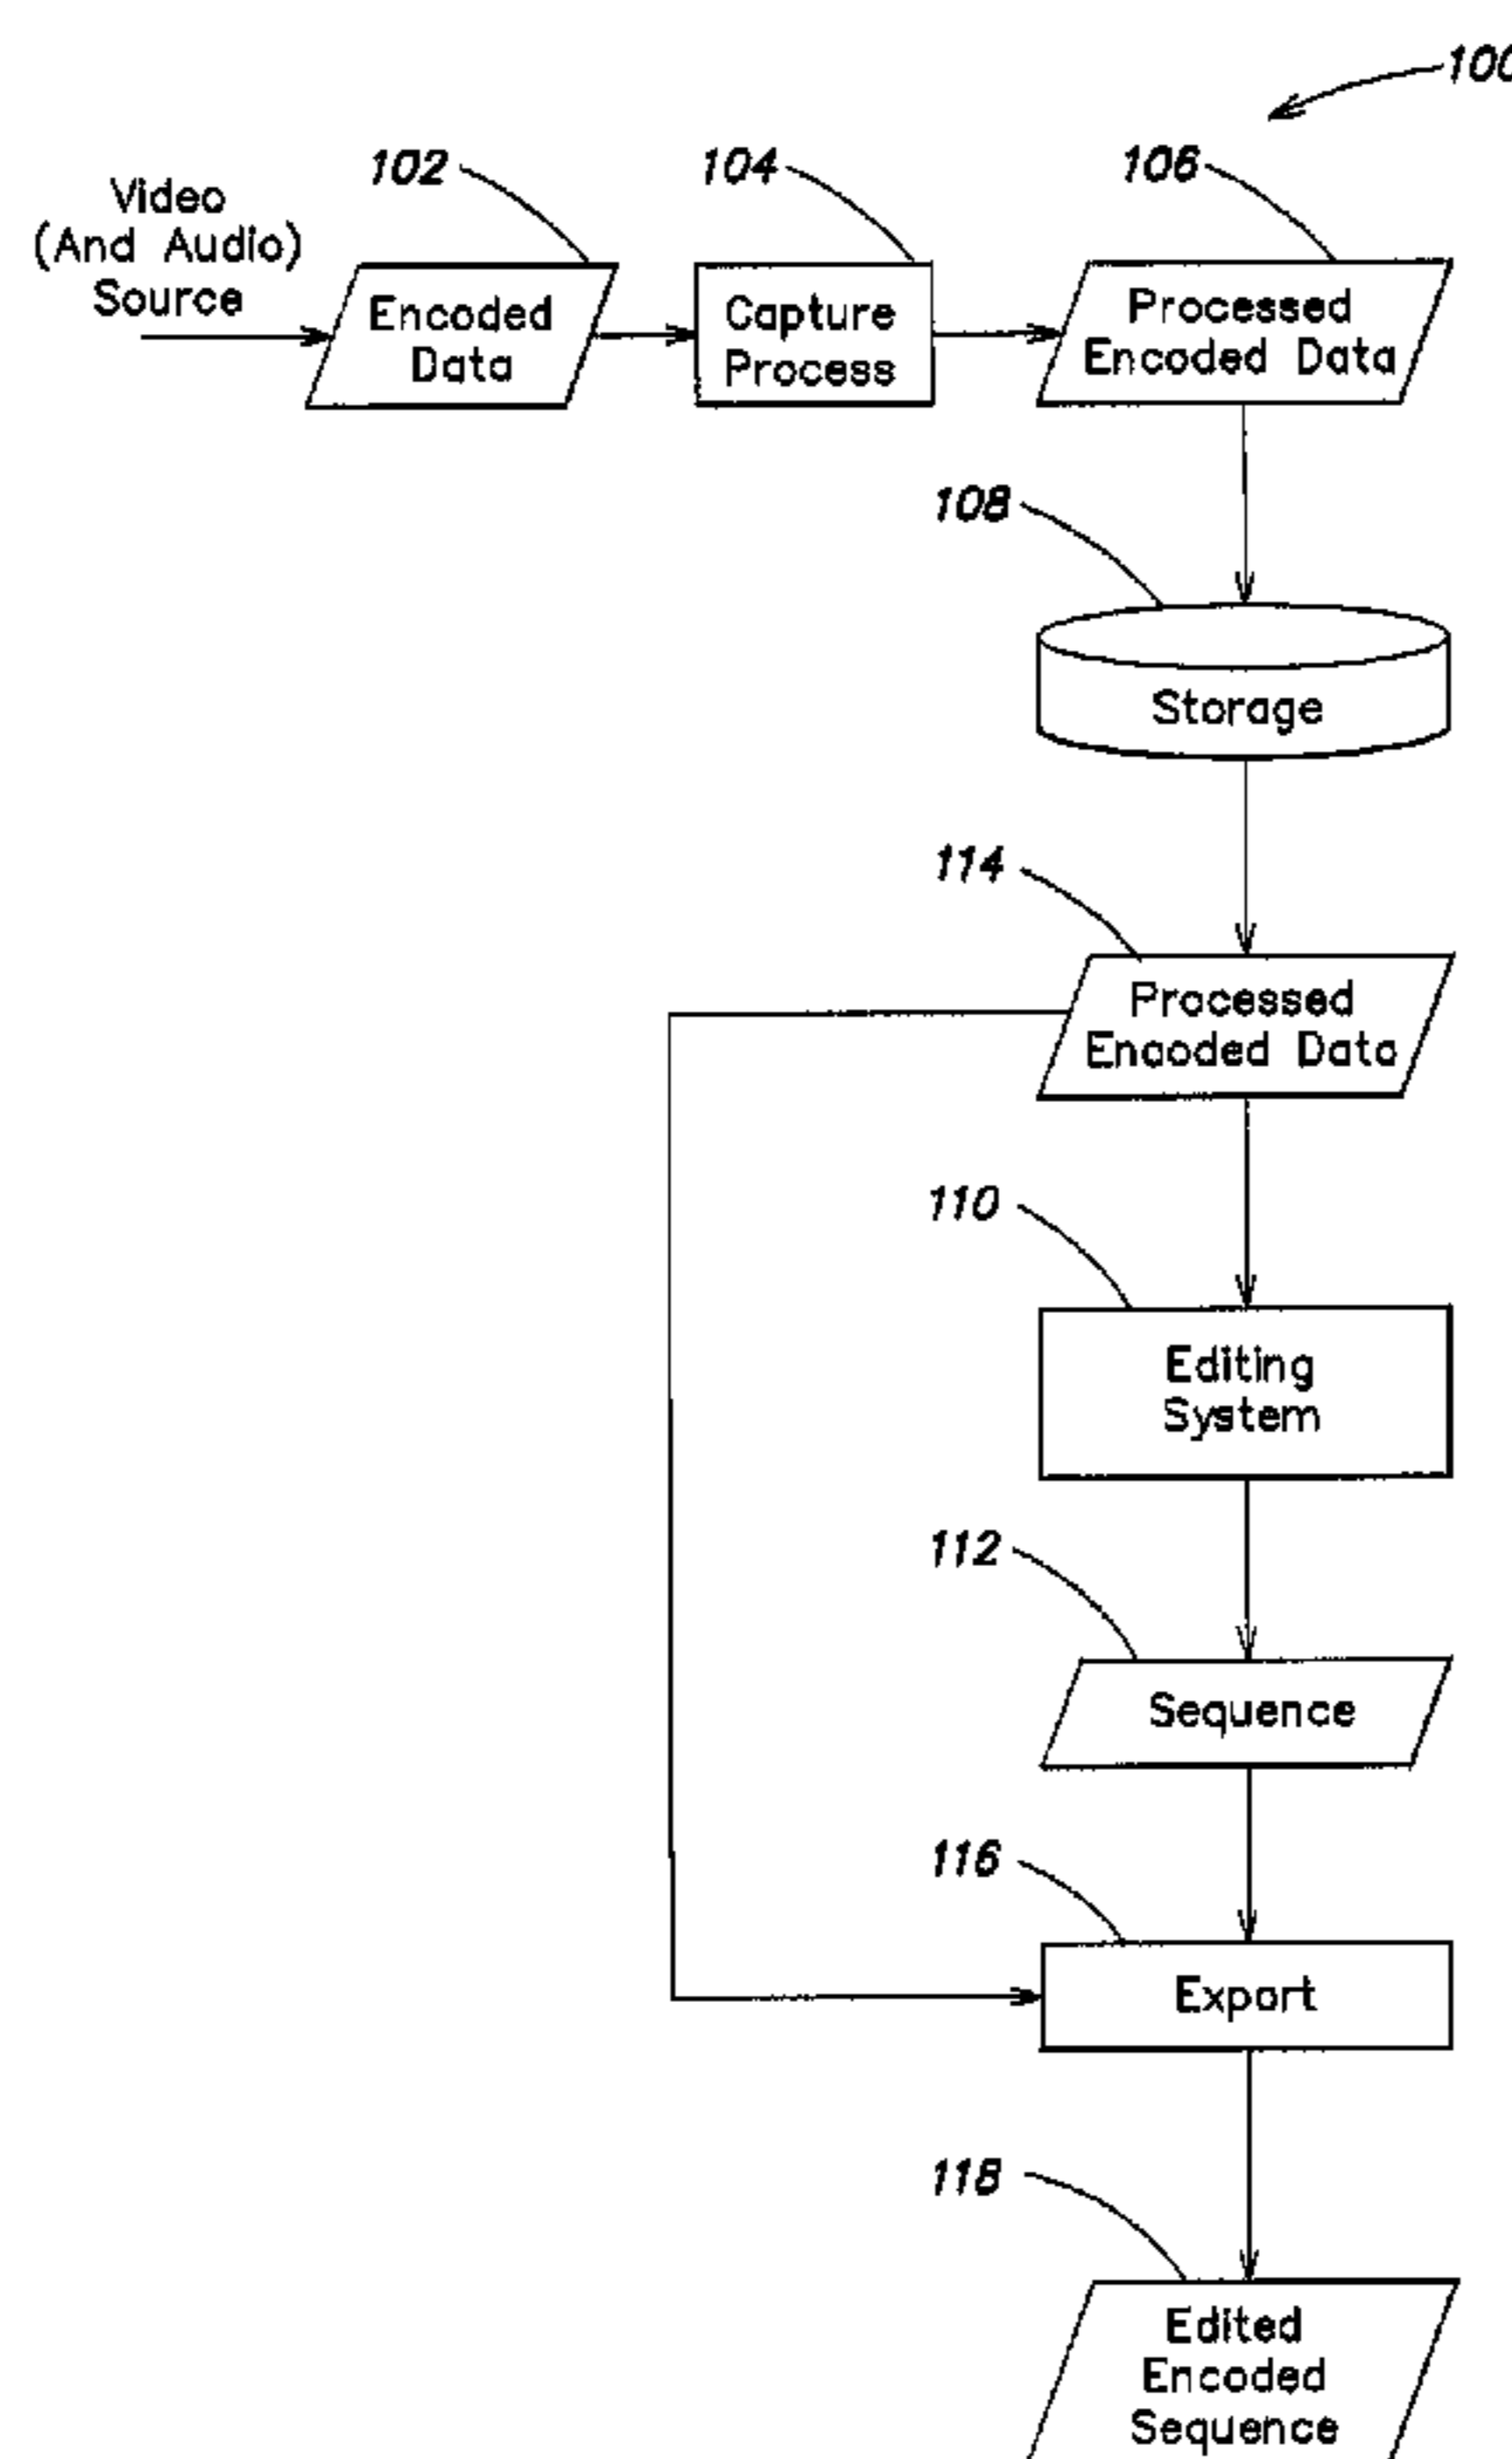 100
102
104
106
Video
(And Audio)
Source
Encoded
Data
Capture
Process
Processed
Encoded Data
108
Storage
114
Processed
Encoded Data
110
Editing
System
112
Sequence
116
Export
118
Edited
Encoded
Sequence